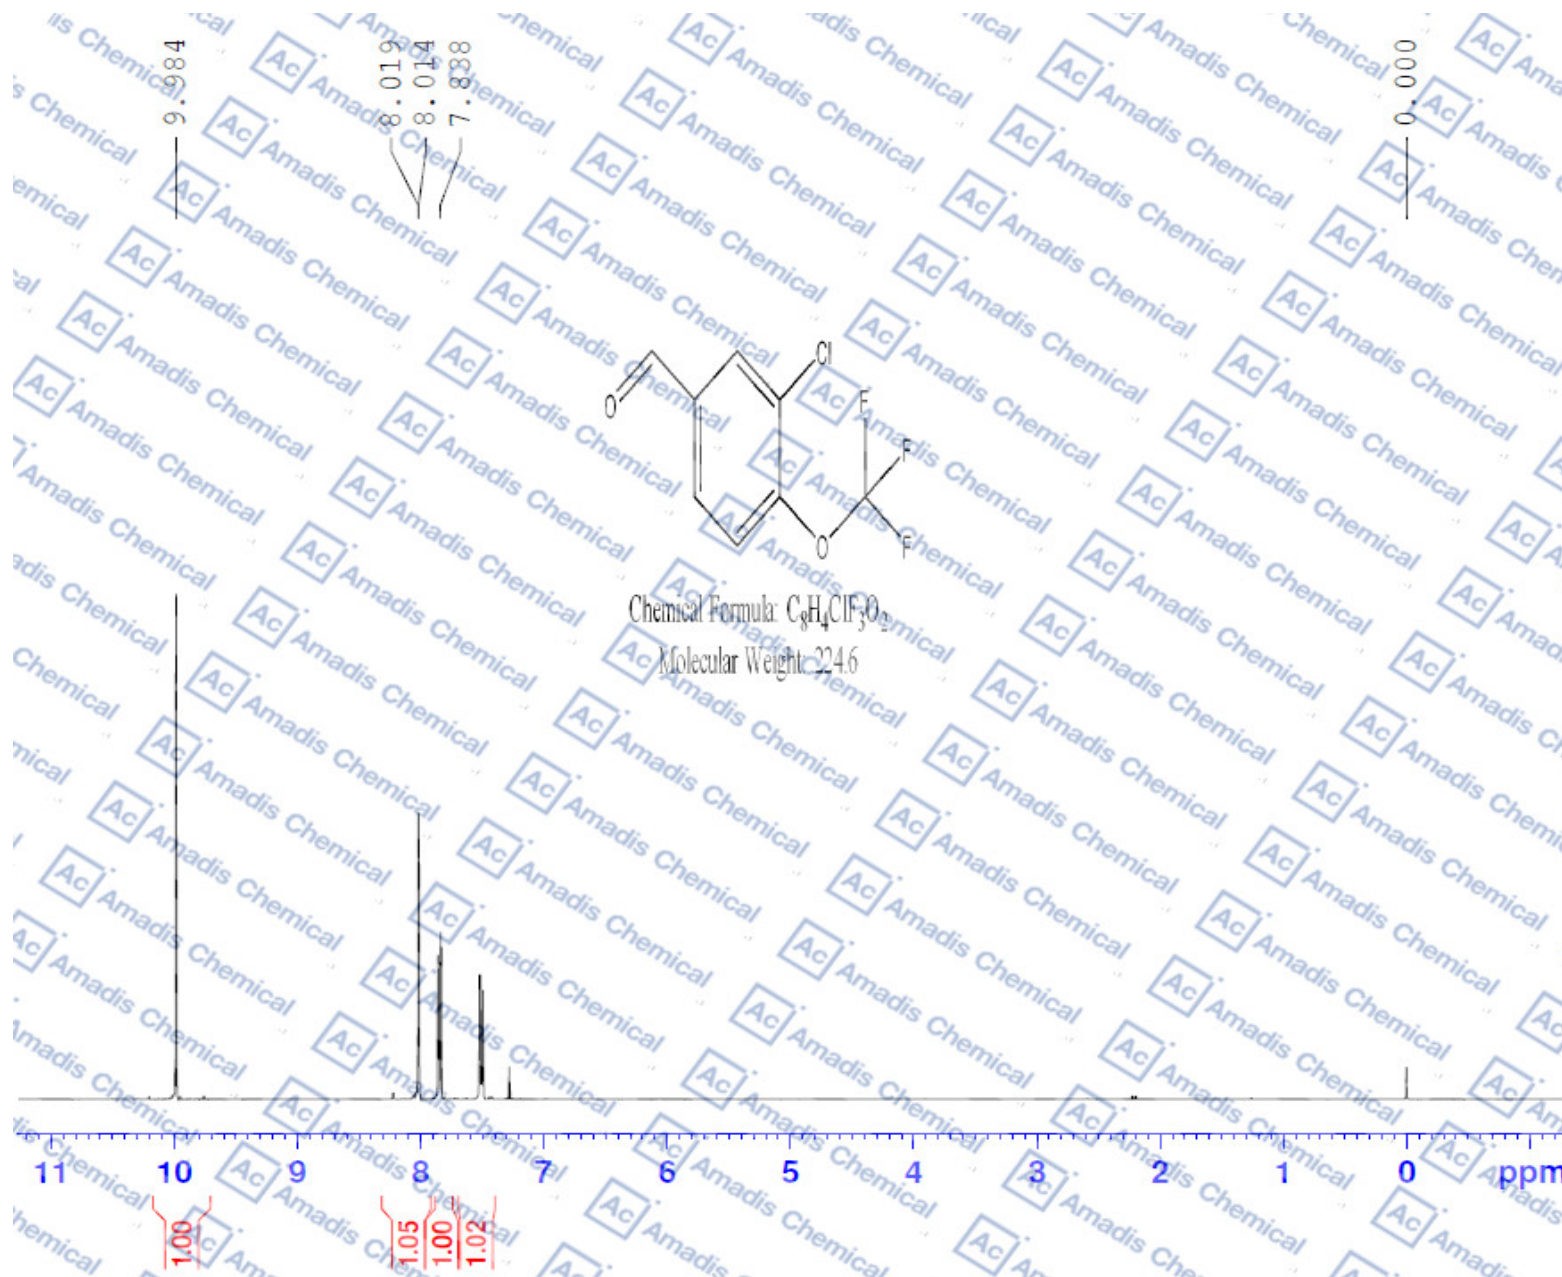 9.984
8.019
8.014
7.838
0.000
Cl
F
F
O
O
F
Chemical Formula: C8H4ClF3O2
Molecular Weight: 224.6
11 10 9 8 7 6 5 4 3 2 1 0 ppm
1.00
1.05
1.00
1.02
Ac Amadis Chemical